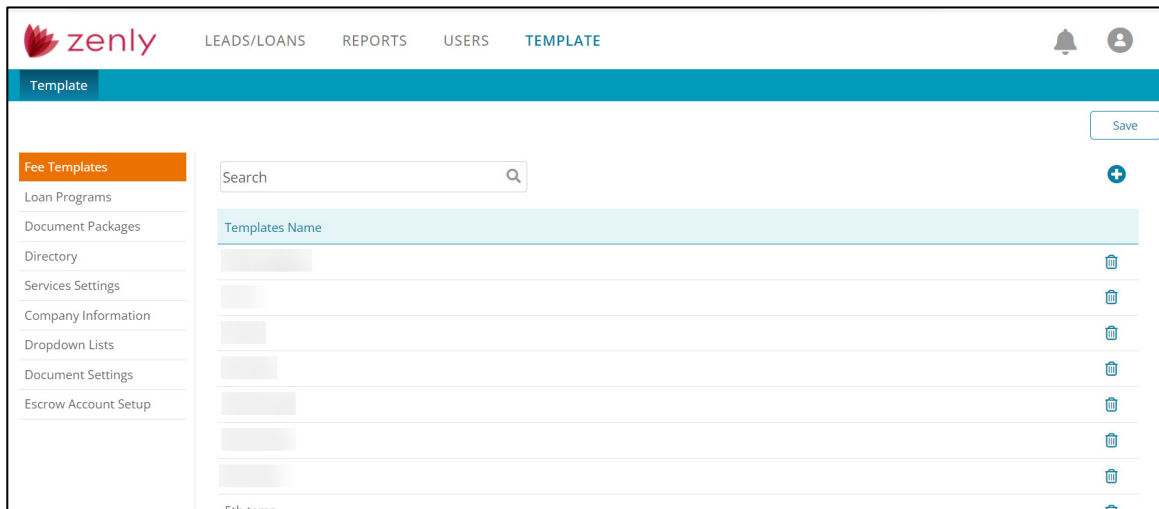 zenly LEADS/LOANS REPORTS USERS TEMPLATE
Template
Save
Fee Templates
Search
Loan Programs
Document Packages
Templates Name
Directory
Services Settings
Company Information
Dropdown Lists
Document Settings
Escrow Account Setup